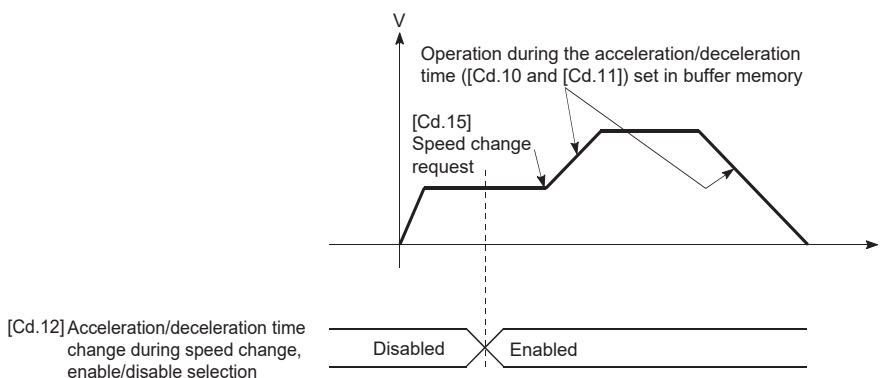 V
Operation during the acceleration/deceleration
time ([Cd.10 and [Cd.11]) set in buffer memory
[Cd.15]
Speed change
request
[Cd.12] Acceleration/deceleration time
change during speed change,
enable/disable selection
Disabled
Enabled